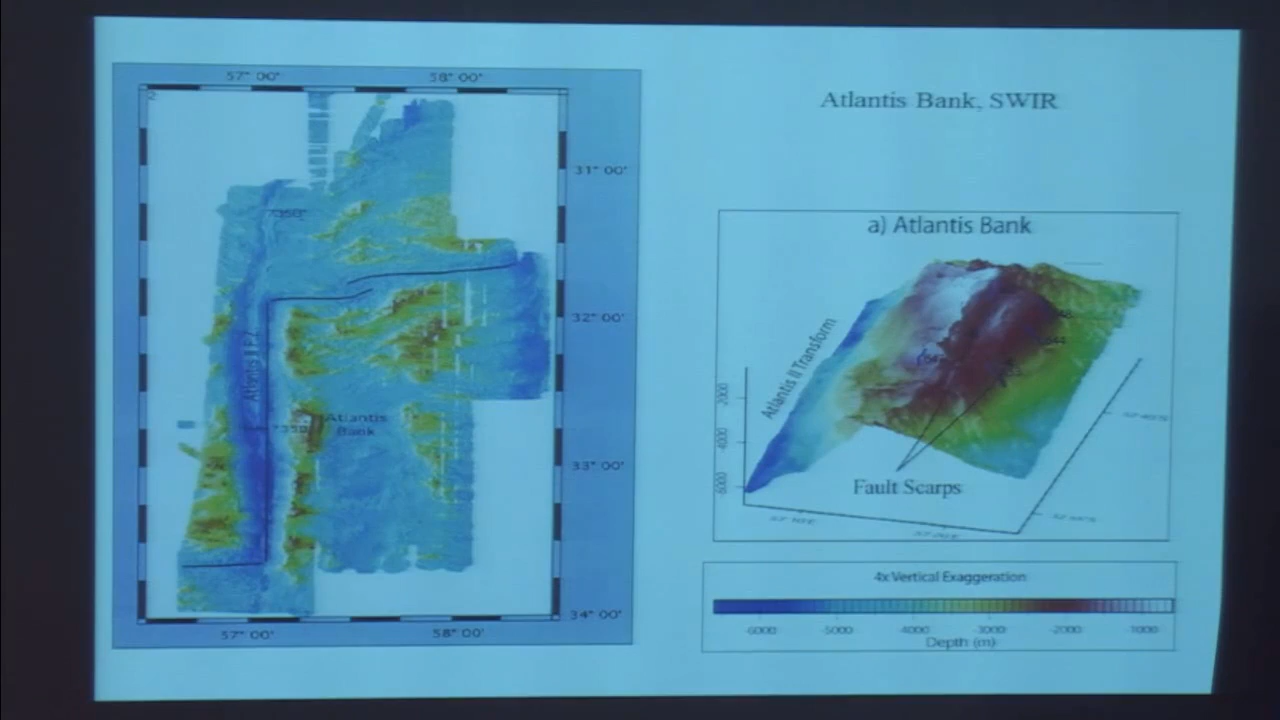 57° 00'
58° 00'
31° 00'
32° 00'
Atlantis
Bank
33° 00'
34° 00'
57° 00'
58° 00'
Atlantis Bank, SWIR
a) Atlantis Bank
Atlantis II Transform
2000
4000
6000
Fault Scarps
4x Vertical Exaggeration
-6000
-5000
-4000
-3000
-2000
-1000
Depth (m)